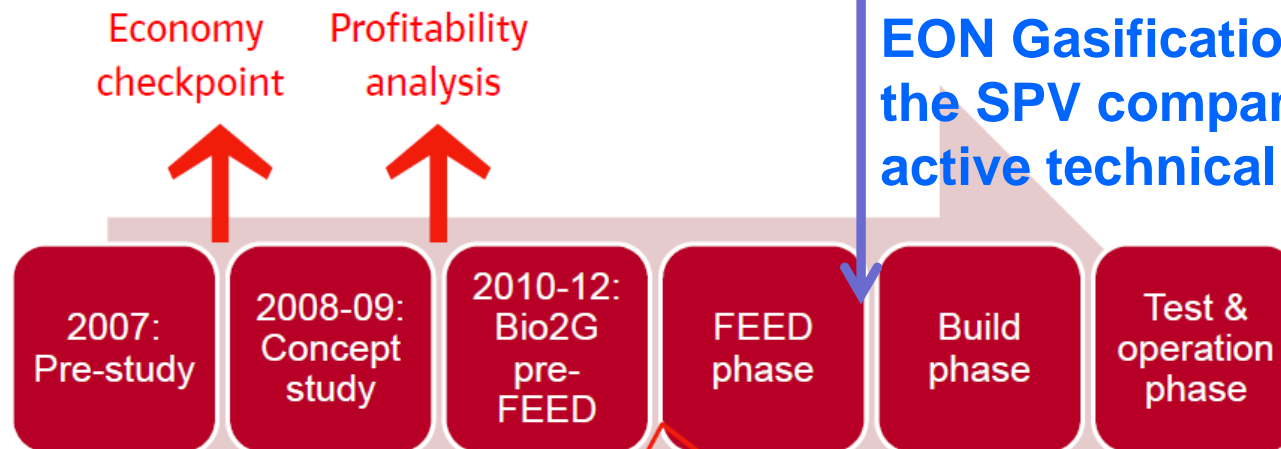 Economy
checkpoint
Profitability
analysis
EON Gasificatio
the SPV compar
active technical
2007:
Pre-study
2008-09:
Concept
study
2010-12:
Bio2G
pre-
FEED
FEED
phase
Build
phase
Test &
operation
phase